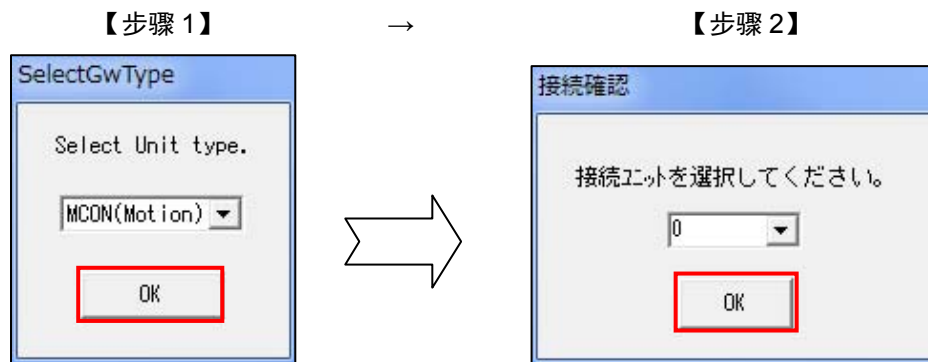 【步骤 1】 → 【步骤 2】
SelectGwType
Select Unit type.
MCON(Motion)
OK
接続確認
接続ﾕﾆｯﾄを選択してください。
0
OK